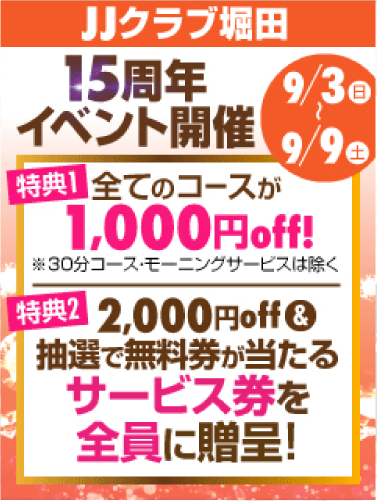 JJクラブ堀田
15周年
イベント開催
9/3日
~
9/9土
特典1 全てのコースが
1,000円off!
※30分コース・モーニングサービスは除く
特典2 2,000円off&
抽選で無料券が当たる
サービス券を
全員に贈呈!